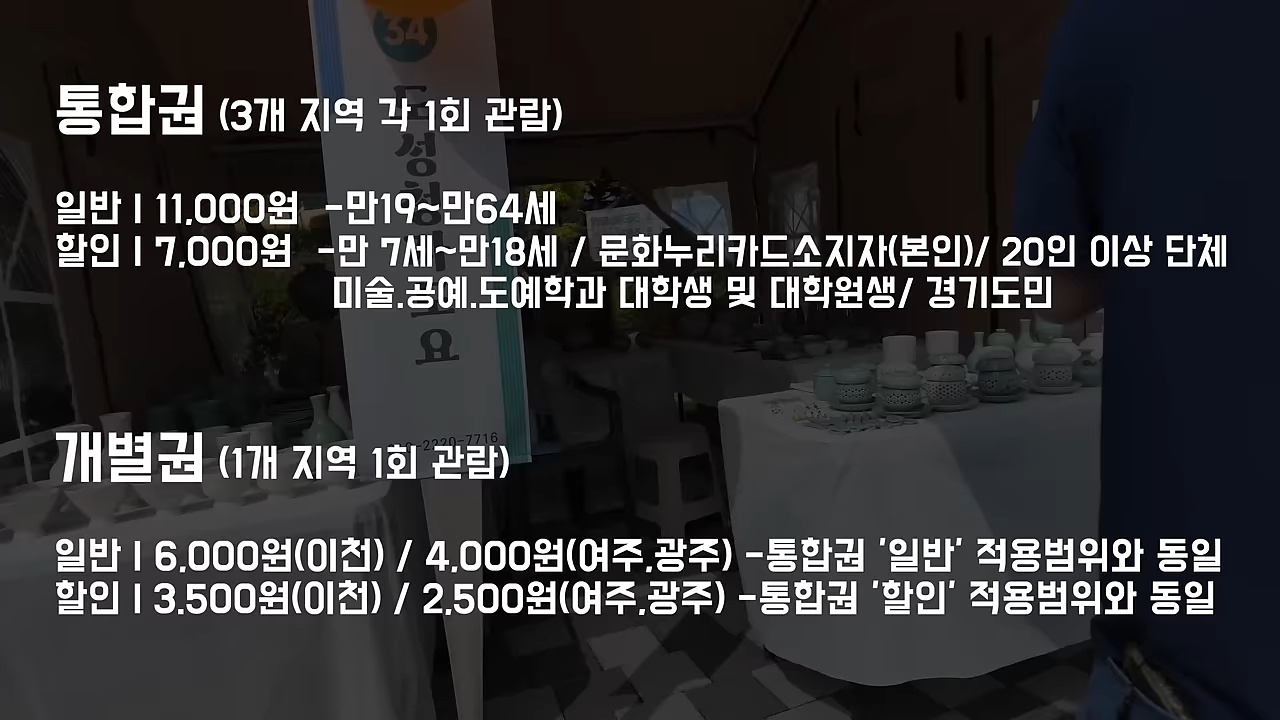 34
통합권 (3개 지역 각 1회 관람)
일반 | 11,000원 -만19~만64세
할인 | 7,000원 -만 7세~만18세 / 문화누리카드소지자(본인)/ 20인 이상 단체
미술.공예.도예학과 대학생 및 대학원생/ 경기도민
요
개별권 (1개 지역 1회 관람)
2220-7716
일반 | 6,000원(이천) / 4,000원(여주,광주) -통합권 '일반' 적용범위와 동일
할인 | 3,500원(이천) / 2,500원(여주,광주) -통합권 '할인' 적용범위와 동일